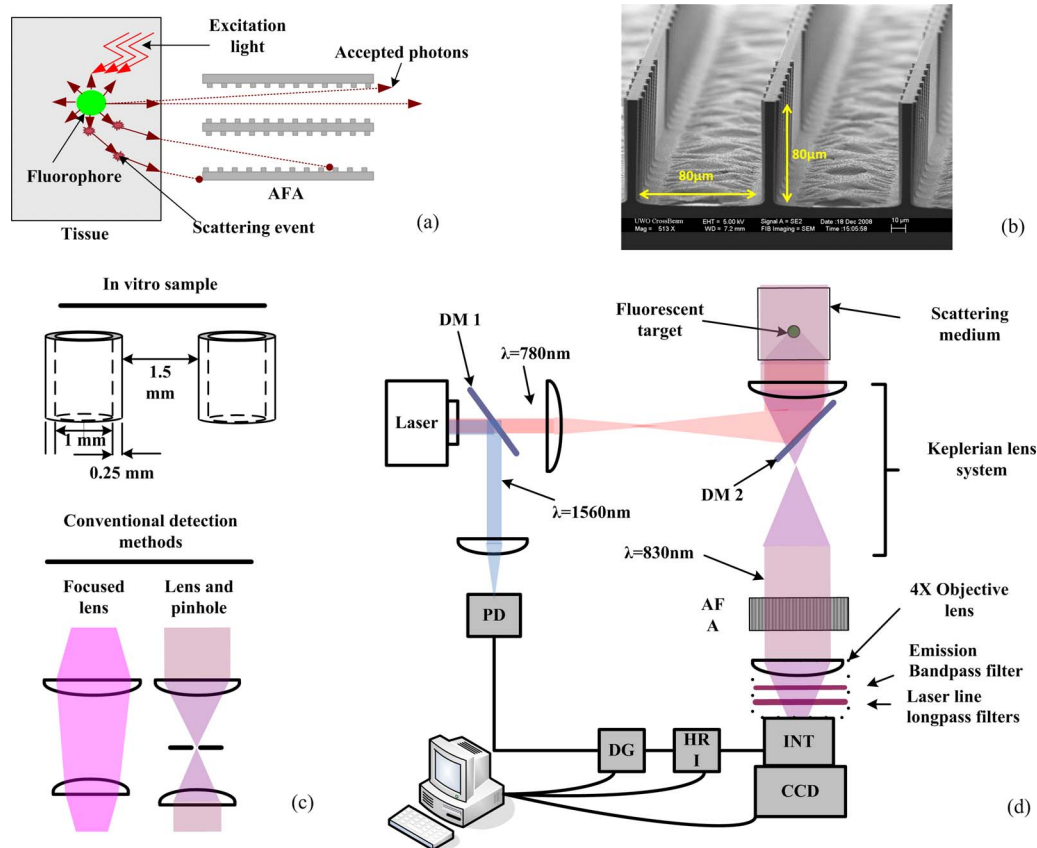 Excitation
light
Accepted photons
Fluorophore
AFA
Scattering event
Tissue
(a)
80µm
80µm
UWO CrossBeam
EHT = 5.00 kV
Signal A = SE2
Date :18 Dec 2008
10 µm
Mag = 513 X
WD = 7.2 mm
FIB Imaging = SEM
Time :15:05:58
(b)
In vitro sample
1.5
mm
1 mm
0.25 mm
Conventional detection
methods
Focused
lens
Lens and
pinhole
(c)
DM 1
λ=780nm
Laser
λ=1560nm
PD
Fluorescent
target
Scattering
medium
DM 2
Keplerian lens
system
λ=830nm
AF
A
4X Objective
lens
Emission
Bandpass filter
Laser line
longpass filters
DG
HR
I
INT
CCD
(d)